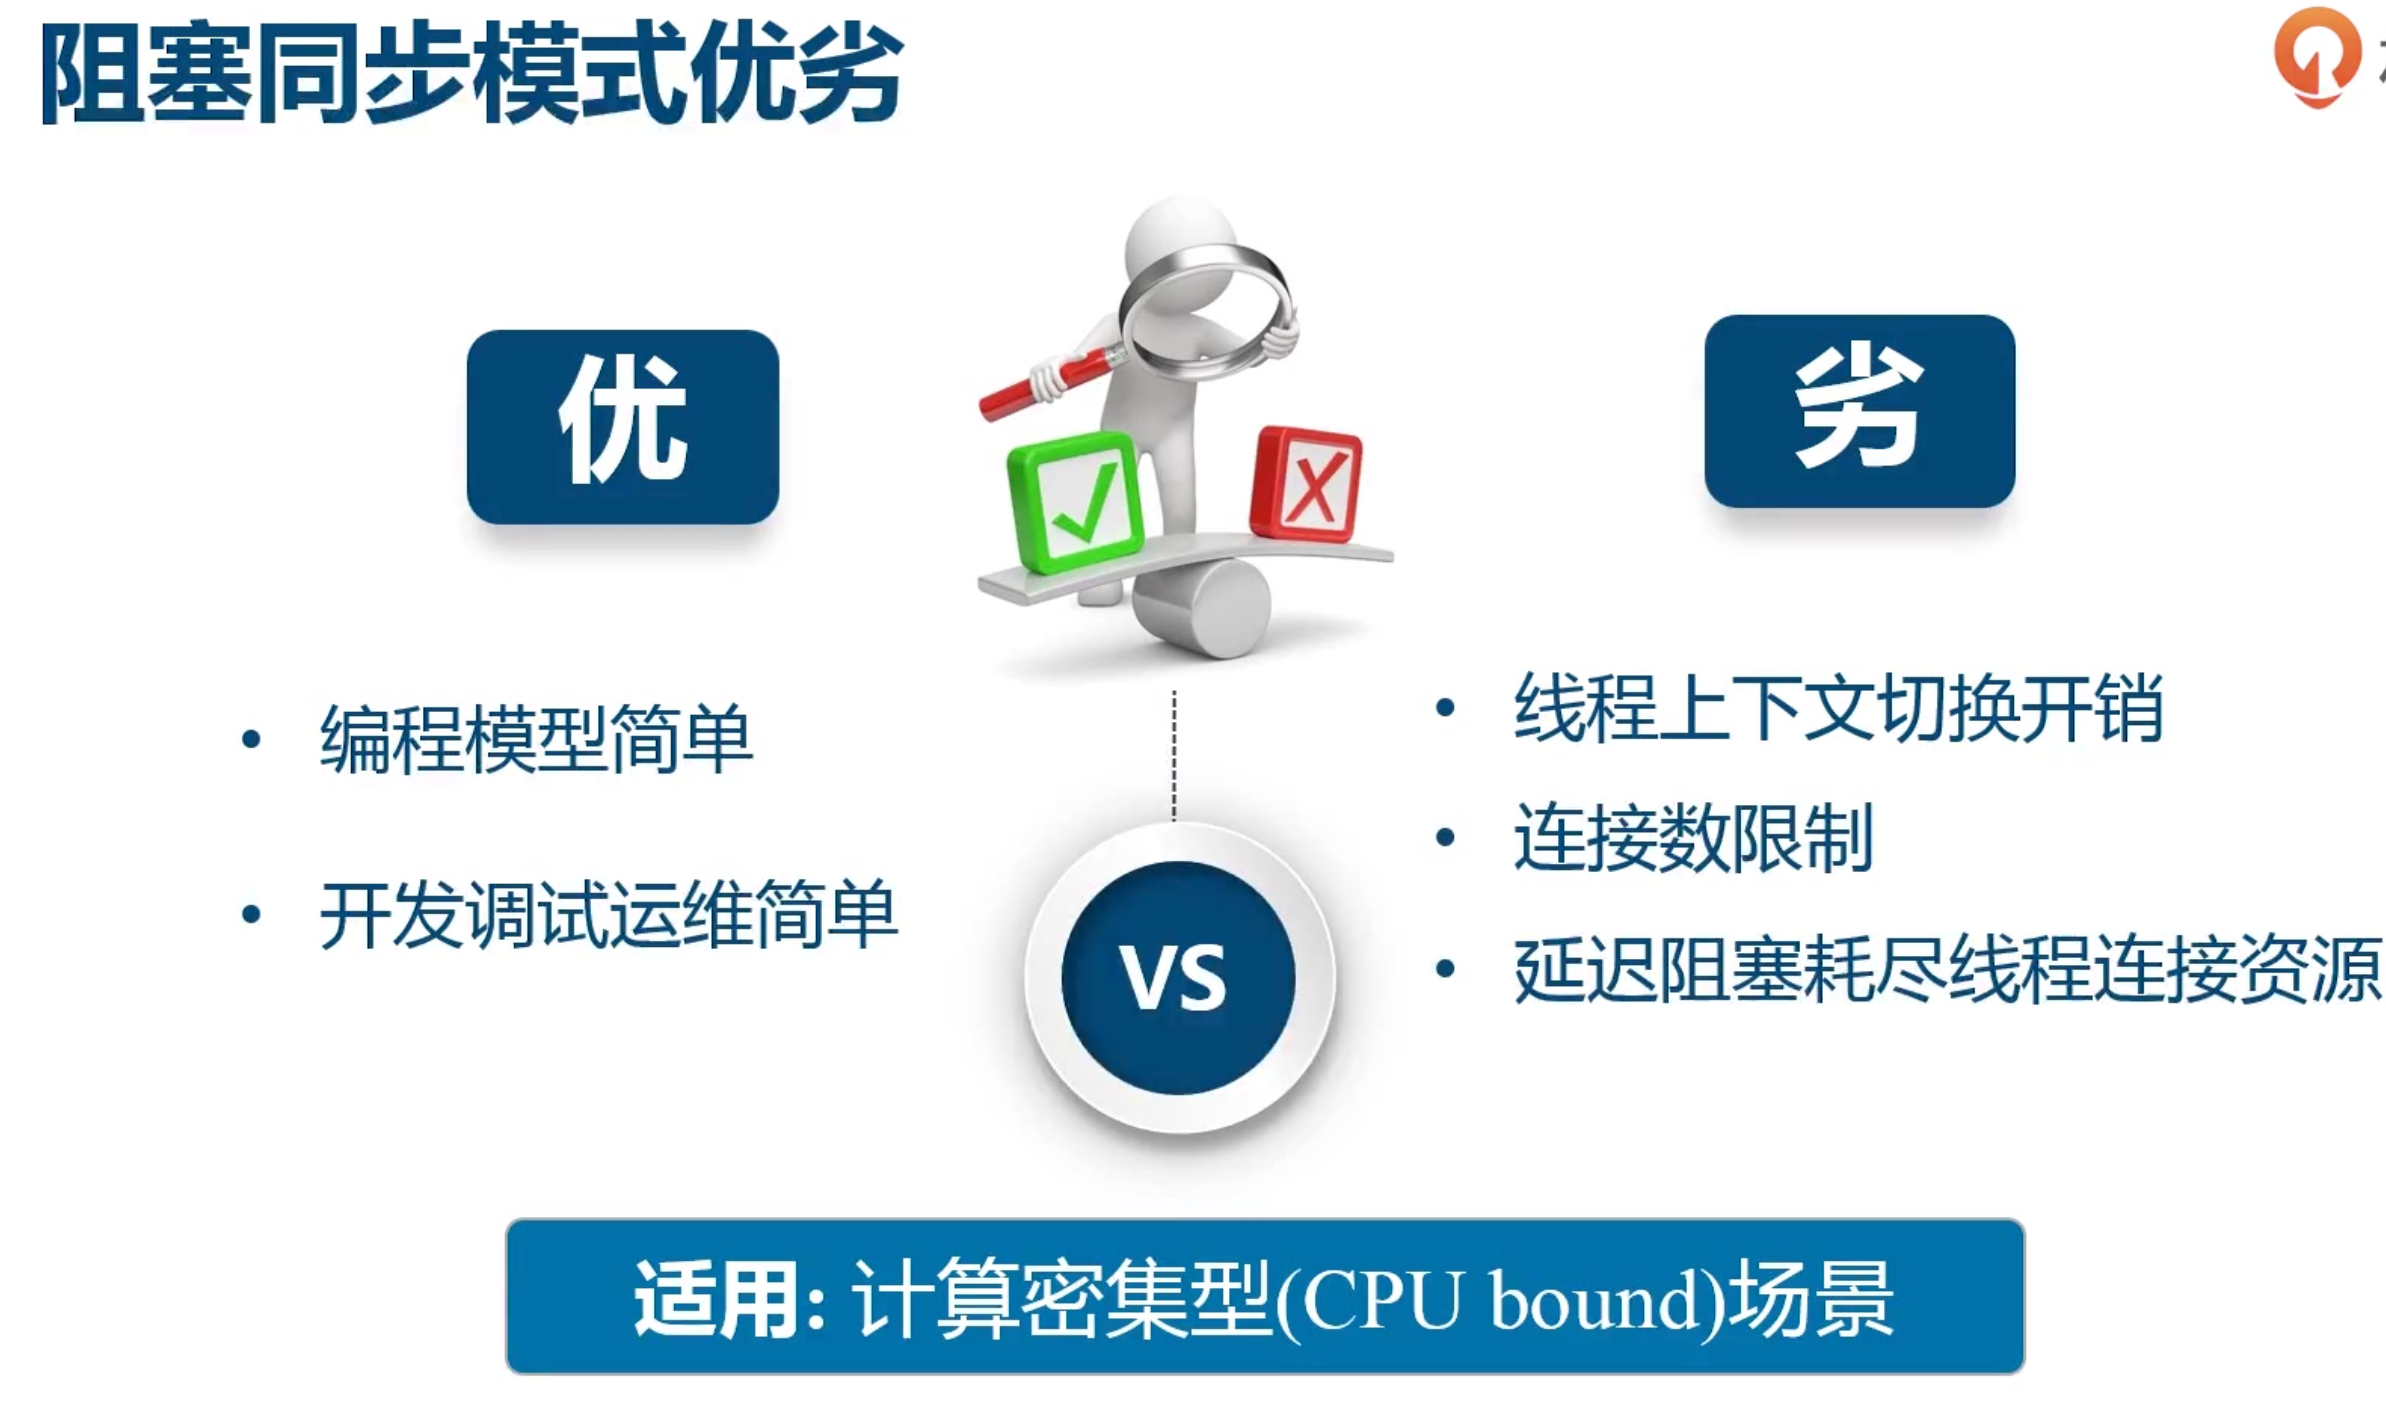 阻塞同步模式优劣
优
劣
• 编程模型简单
• 开发调试运维简单
VS
• 线程上下文切换开销
• 连接数限制
• 延迟阻塞耗尽线程连接资源
适用: 计算密集型(CPU bound)场景